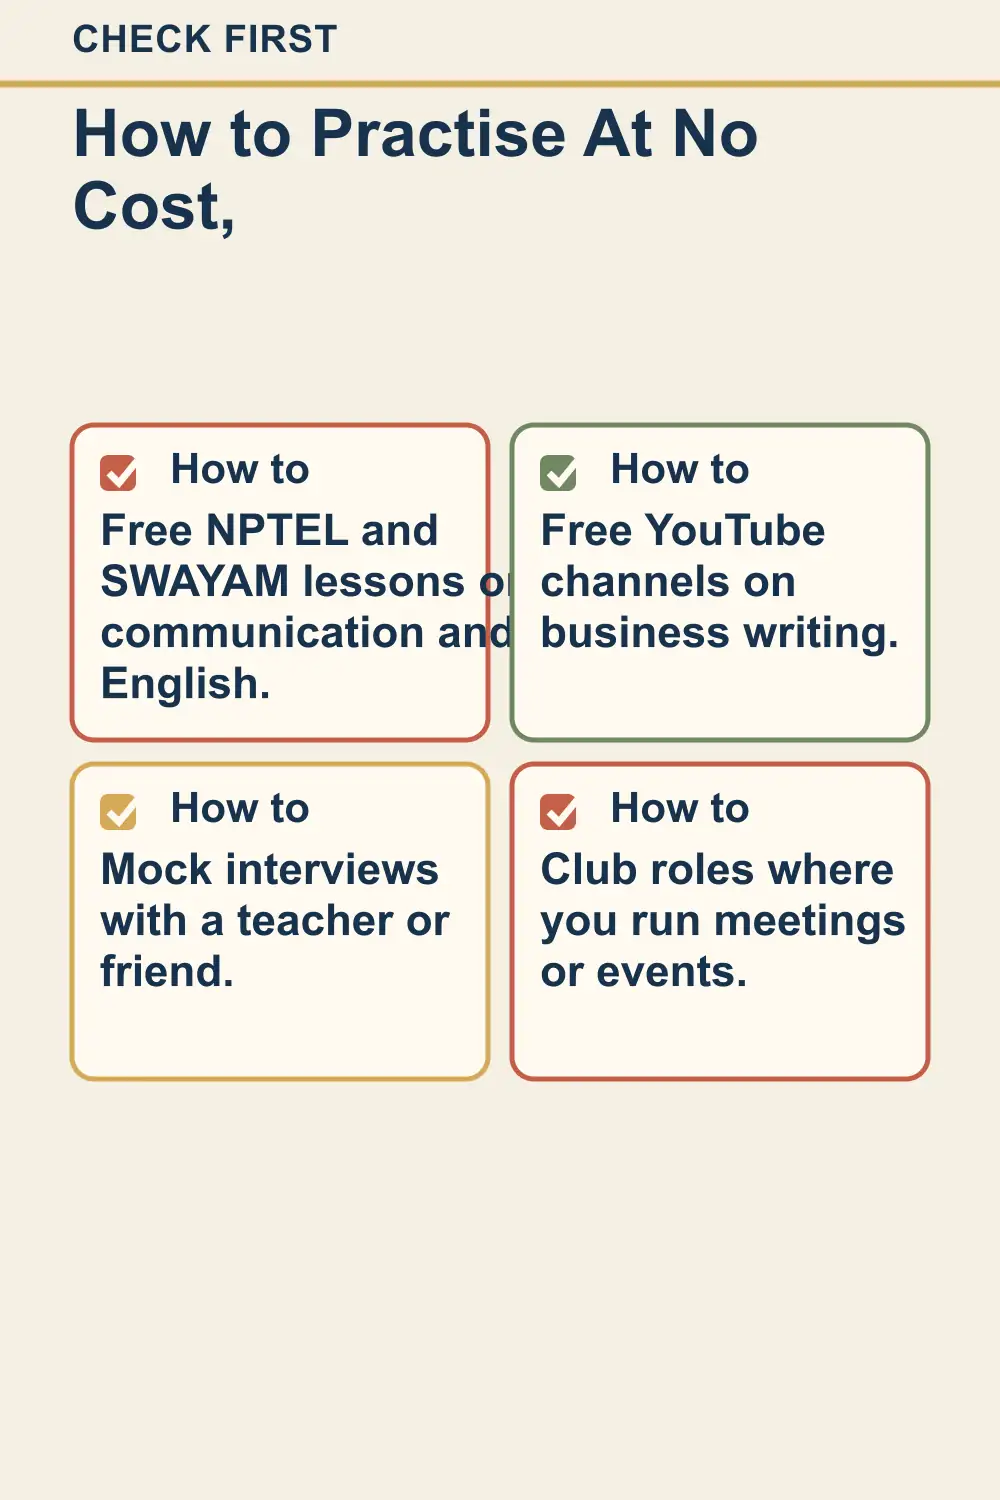 CHECK FIRST
How to Practise At No
Cost,
How to
Free NPTEL and
SWAYAM lessons
communication and
English.
How to
Free YouTube
channels on
business writing.
How to
Mock interviews
with a teacher or
friend.
How to
Club roles where
you run meetings
or events.